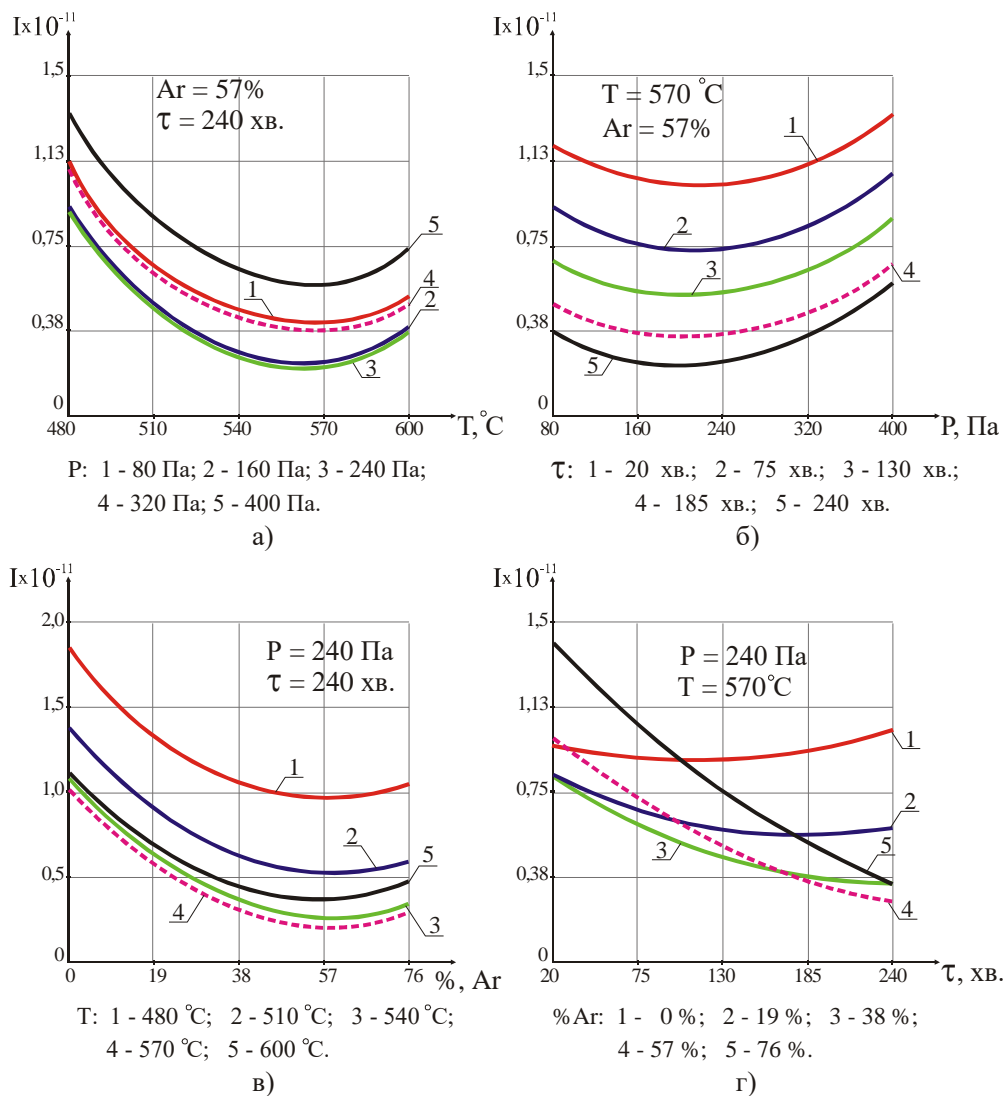 Ix10⁻¹¹
1,5
1,13
0,75
0,38
0
Ar = 57%
τ = 240 хв.
5
1
4
2
3
480 510 540 570 600
T, °C
P: 1 - 80 Па; 2 - 160 Па; 3 - 240 Па;
4 - 320 Па; 5 - 400 Па.
а)
Ix10⁻¹¹
1,5
1,13
0,75
0,38
0
T = 570 °C
Ar = 57%
1
2
3
4
5
80 160 240 320 400
P, Па
τ: 1 - 20 хв.; 2 - 75 хв.; 3 - 130 хв.;
4 - 185 хв.; 5 - 240 хв.
б)
Ix10⁻¹¹
2,0
1,5
1,0
0,5
0
P = 240 Па
τ = 240 хв.
1
2
5
4
3
0 19 38 57 76
%, Ar
T: 1 - 480 °C; 2 - 510 °C; 3 - 540 °C;
4 - 570 °C; 5 - 600 °C.
в)
Ix10⁻¹¹
1,5
1,13
0,75
0,38
0
P = 240 Па
T = 570°C
1
2
3
5
4
20 75 130 185 240
τ, хв.
%Ar: 1 - 0 %; 2 - 19 %; 3 - 38 %;
4 - 57 %; 5 - 76 %.
г)